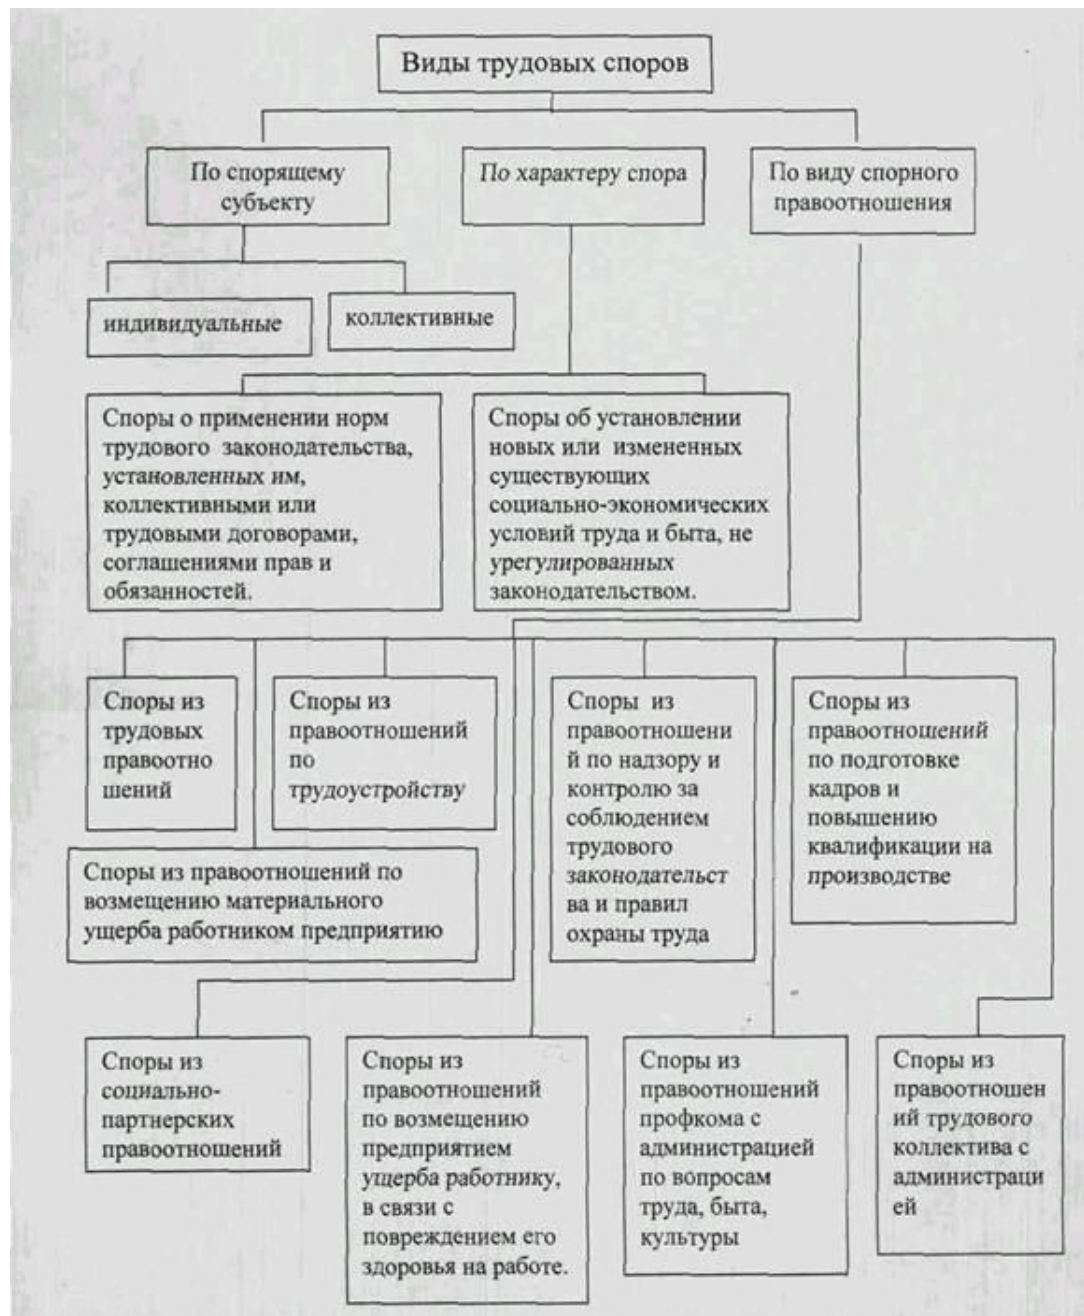 Виды трудовых споров
По спорящему
субъекту
По характеру спора
По виду спорного
правоотношения
индивидуальные
коллективные
Споры о применении норм
трудового законодательства,
установленных им,
коллективными или
трудовыми договорами,
соглашениями прав и
обязанностей.
Споры об установлении
новых или измененных
существующих
социально-экономических
условий труда и быта, не
урегулированных
законодательством.
Споры из
трудовых
правоотно
шений
Споры из
правоотношений
по
трудоустройству
Споры из
правоотношени
й по надзору и
контролю за
соблюдением
трудового
законодательст
ва и правил
охраны труда
Споры из
правоотношений
по подготовке
кадров и
повышению
квалификации на
производстве
Споры из правоотношений по
возмещению материального
ущерба работником предприятию
Споры из
социально-
партнерских
правоотношений
Споры из
правоотношений
по возмещению
предприятием
ущерба работнику,
в связи с
повреждением его
здоровья на работе.
Споры из
правоотношений
профкома с
администрацией
по вопросам
труда, быта,
культуры
Споры из
правоотношен
ий трудового
коллектива с
администраци
ей